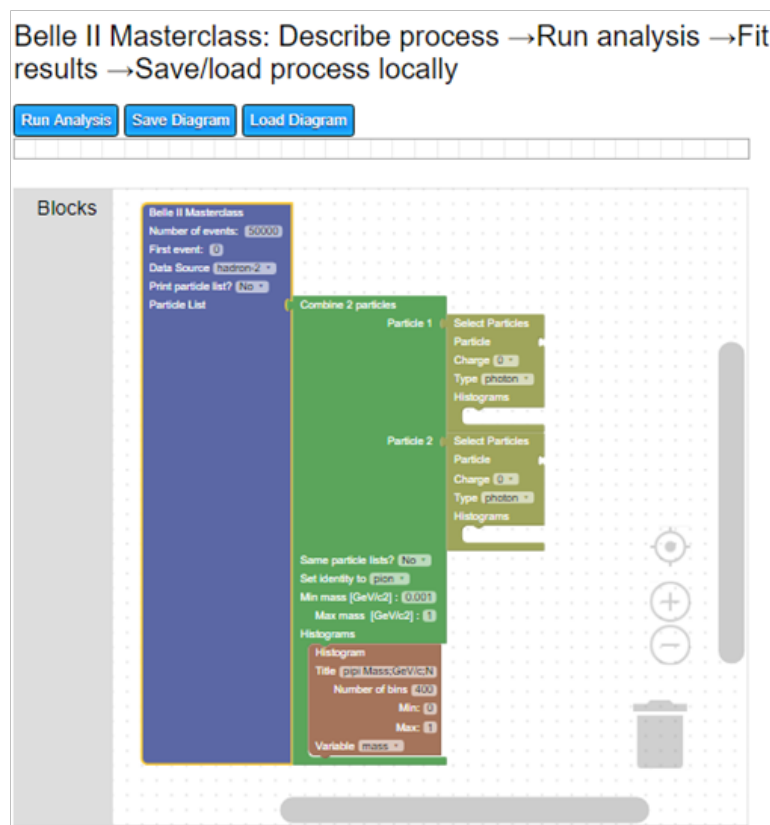 Belle II Masterclass: Describe process →Run analysis →Fit
results →Save/load process locally
Run Analysis Save Diagram Load Diagram
Blocks
Belle II Masterclass
Number of events: 50000
First event: 0
Data Source hadron-2
Print particle list? No
Particle List
Combine 2 particles
Particle 1
Select Particles
Particle
Charge 0
Type photon
Histograms
Particle 2
Select Particles
Particle
Charge 0
Type photon
Histograms
Same particle lists? No
Set identity to pion
Min mass [GeV/c2] : 0.001
Max mass [GeV/c2] : 1
Histograms
Histogram
Title pipi Mass;GeV/c;N
Number of bins 400
Min: 0
Max: 1
Variable mass